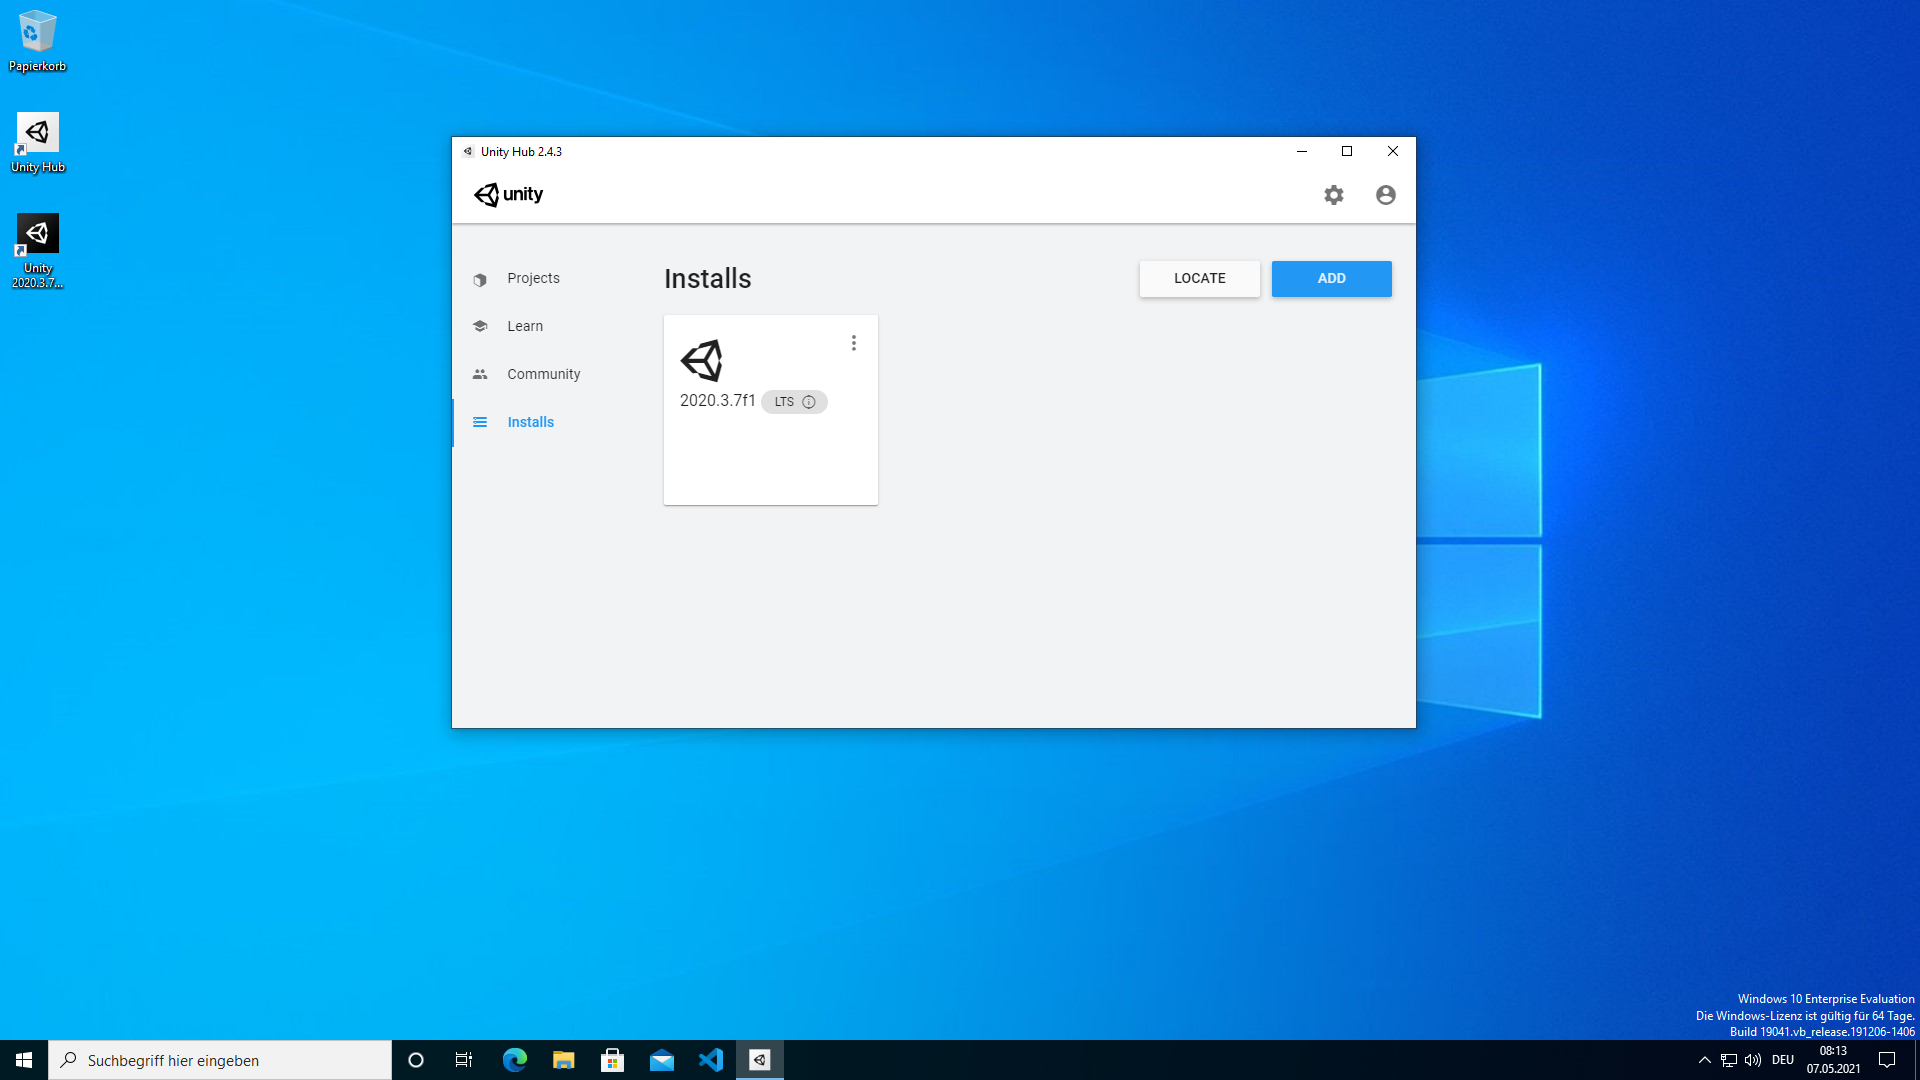 Papierkorb
Unity Hub
Unity
2020.3.7...
Unity Hub 2.4.3
unity
Projects
Learn
Community
Installs
Installs
LOCATE
ADD
2020.3.7f1 LTS
Windows 10 Enterprise Evaluation
Die Windows-Lizenz ist gültig für 64 Tage.
Build 19041.vb_release.191206-1406
Suchbegriff hier eingeben
DEU
08:13
07.05.2021